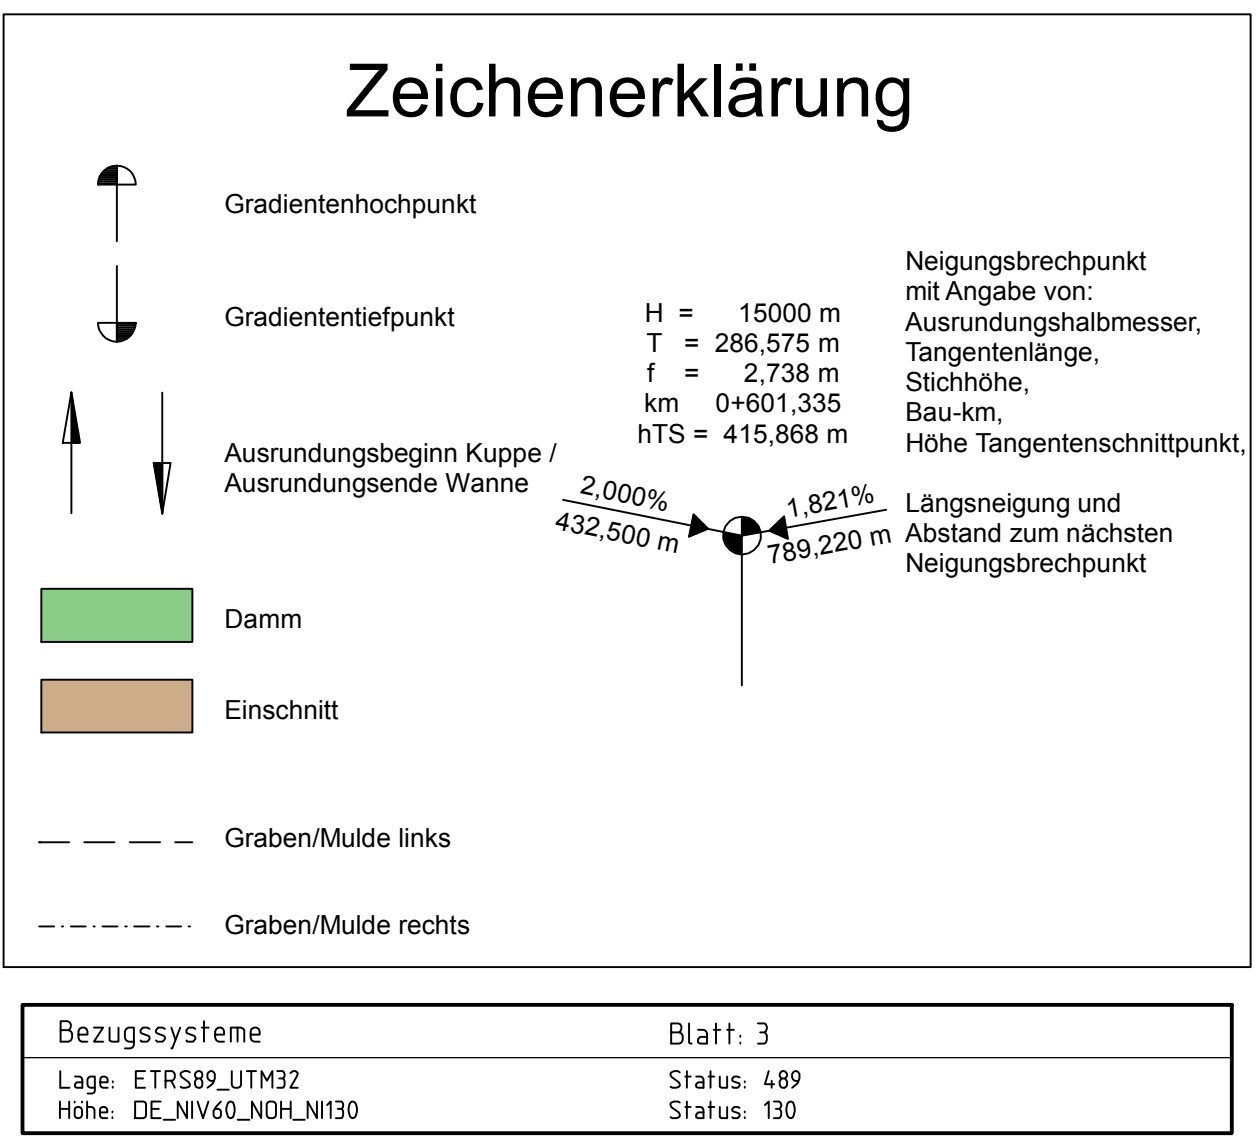 Zeichenerklärung
Gradientenhochpunkt
Gradiententiefpunkt
Ausrundungsbeginn Kuppe /
Ausrundungsende Wanne
Damm
Einschnitt
Graben/Mulde links
Graben/Mulde rechts
H = 15000 m
T = 286,575 m
f = 2,738 m
km 0+601,335
hTS = 415,868 m
2,000%
432,500 m
1,821%
789,220 m
Neigungsbrechpunkt
mit Angabe von:
Ausrundungshalbmesser,
Tangentenlänge,
Stichhöhe,
Bau-km,
Höhe Tangentenschnittpunkt,
Längsneigung und
Abstand zum nächsten
Neigungsbrechpunkt
Bezugssysteme Blatt: 3
Lage: ETRS89_UTM32 Status: 489
Höhe: DE_NIV60_NOH_NI130 Status: 130